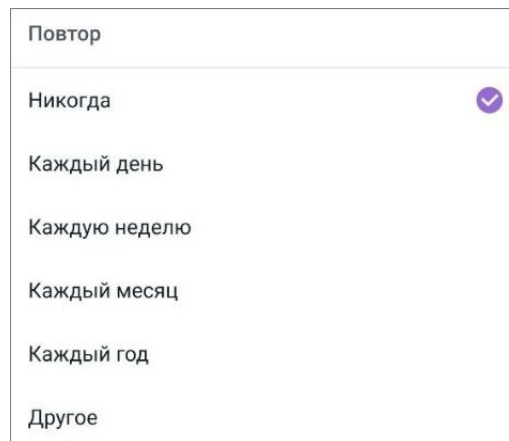 Повтор
Никогда
Каждый день
Каждую неделю
Каждый месяц
Каждый год
Другое